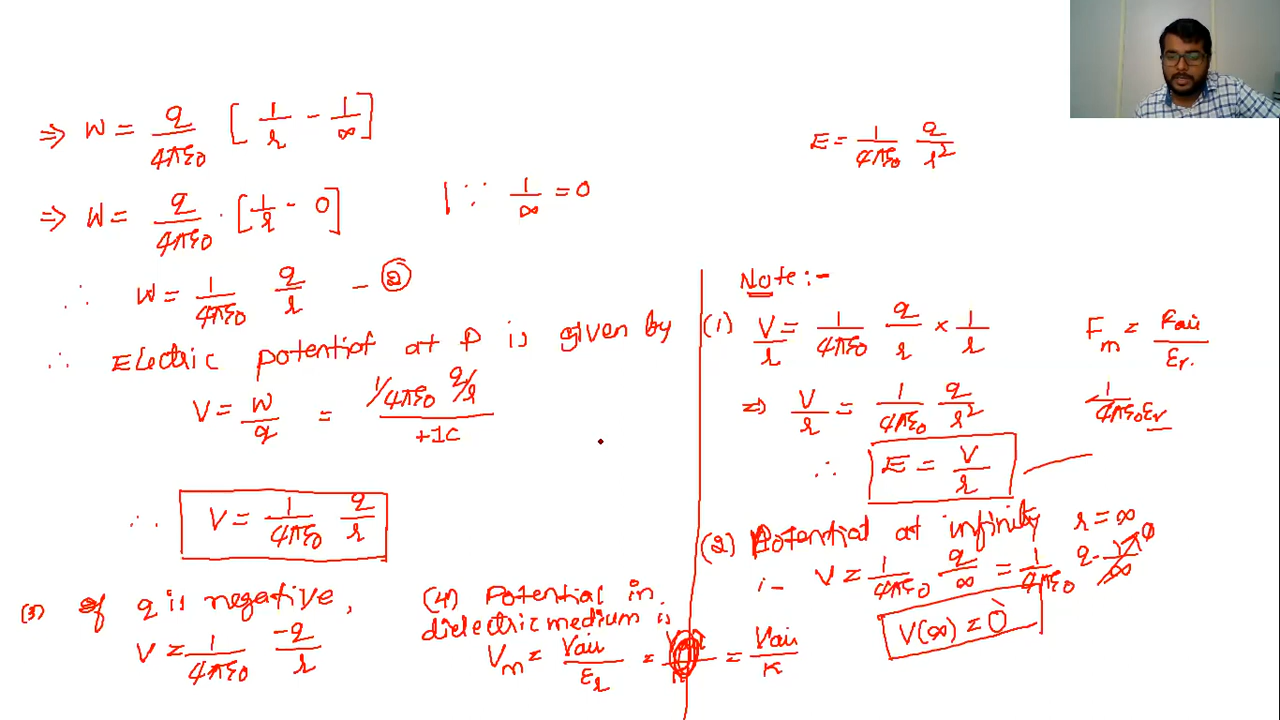 ⇒ W = q/4πε0 [1/r - 1/∞]
⇒ W = q/4πε0 · [1/r - 0] | ∵ 1/∞ = 0
∴ W = 1/4πε0 q/r - ②
∴ Electric potential at P is given by
V = W/q = (1/4πε0 q/r)/+1C
∴ V = 1/4πε0 q/r
(3) If q is negative,
V = 1/4πε0 -q/r
(4) Potential in
dielectric medium is
Vm = Vair/εr = = Vair/K
E = 1/4πε0 q/r²
Note :-
(1) V/r = 1/4πε0 q/r × 1/r
⇒ V/r = 1/4πε0 q/r²
∴ E = V/r
Fm = Fair/εr.
1/4πε0εr
(2) Potential at infinity r = ∞
:- V = 1/4πε0 q/∞ = 1/4πε0 q · 1/∞ 0
V(∞) = 0